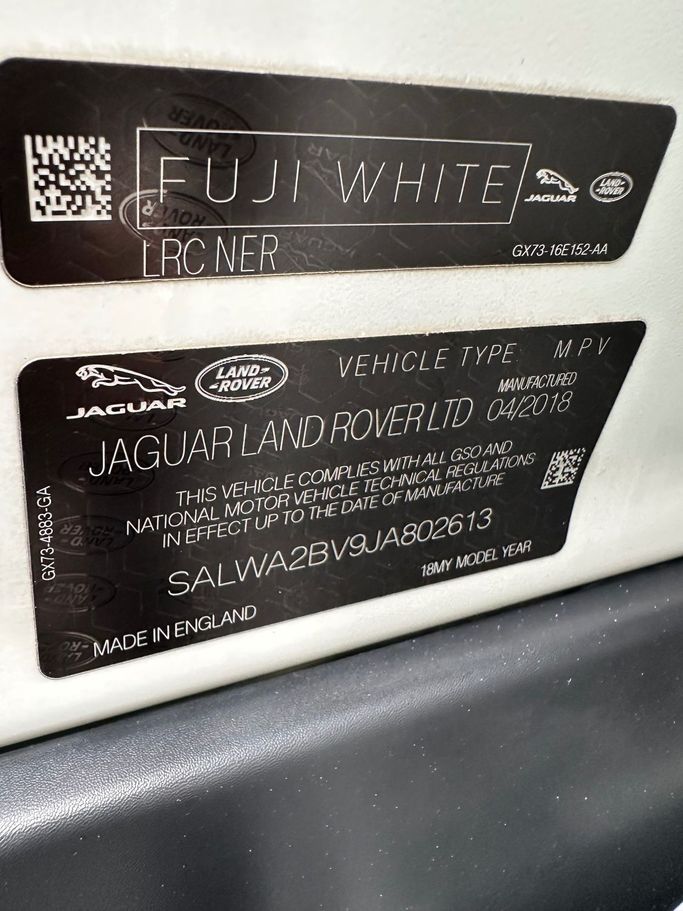 FUJI WHITE
JAGUAR
LAND-
-ROVER
LRC NER
GX73-16E152-AA
JAGUAR
LAND-
-ROVER
VEHICLE TYPE MPV
MANUFACTURED
JAGUAR LAND ROVER LTD 04/2018
THIS VEHICLE COMPLIES WITH ALL GSO AND
NATIONAL MOTOR VEHICLE TECHNICAL REGULATIONS
IN EFFECT UP TO THE DATE OF MANUFACTURE
GX73-4883-GA
SALWA2BV9JA802613
18MY MODEL YEAR
MADE IN ENGLAND